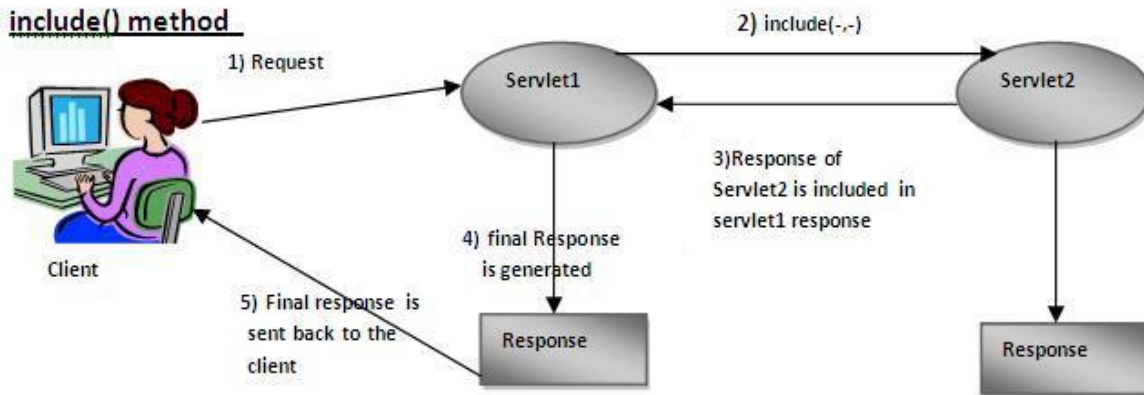 include() method
1) Request
2) include(-,-)
Servlet1
Servlet2
3)Response of
Servlet2 is included in
servlet1 response
4) final Response
is generated
Client
5) Final response is
sent back to the
client
Response
Response